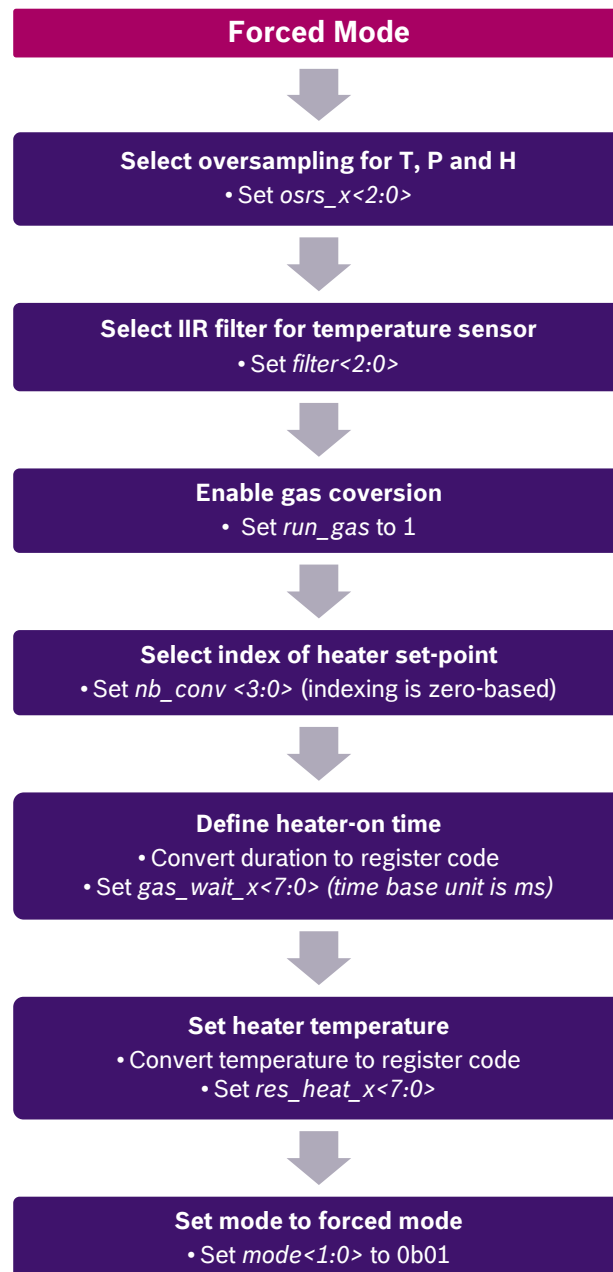 Forced Mode
Select oversampling for T, P and H
• Set osrs_x<2:0>
Select IIR filter for temperature sensor
• Set filter<2:0>
Enable gas coversion
• Set run_gas to 1
Select index of heater set-point
• Set nb_conv <3:0> (indexing is zero-based)
Define heater-on time
• Convert duration to register code
• Set gas_wait_x<7:0> (time base unit is ms)
Set heater temperature
• Convert temperature to register code
• Set res_heat_x<7:0>
Set mode to forced mode
• Set mode<1:0> to 0b01